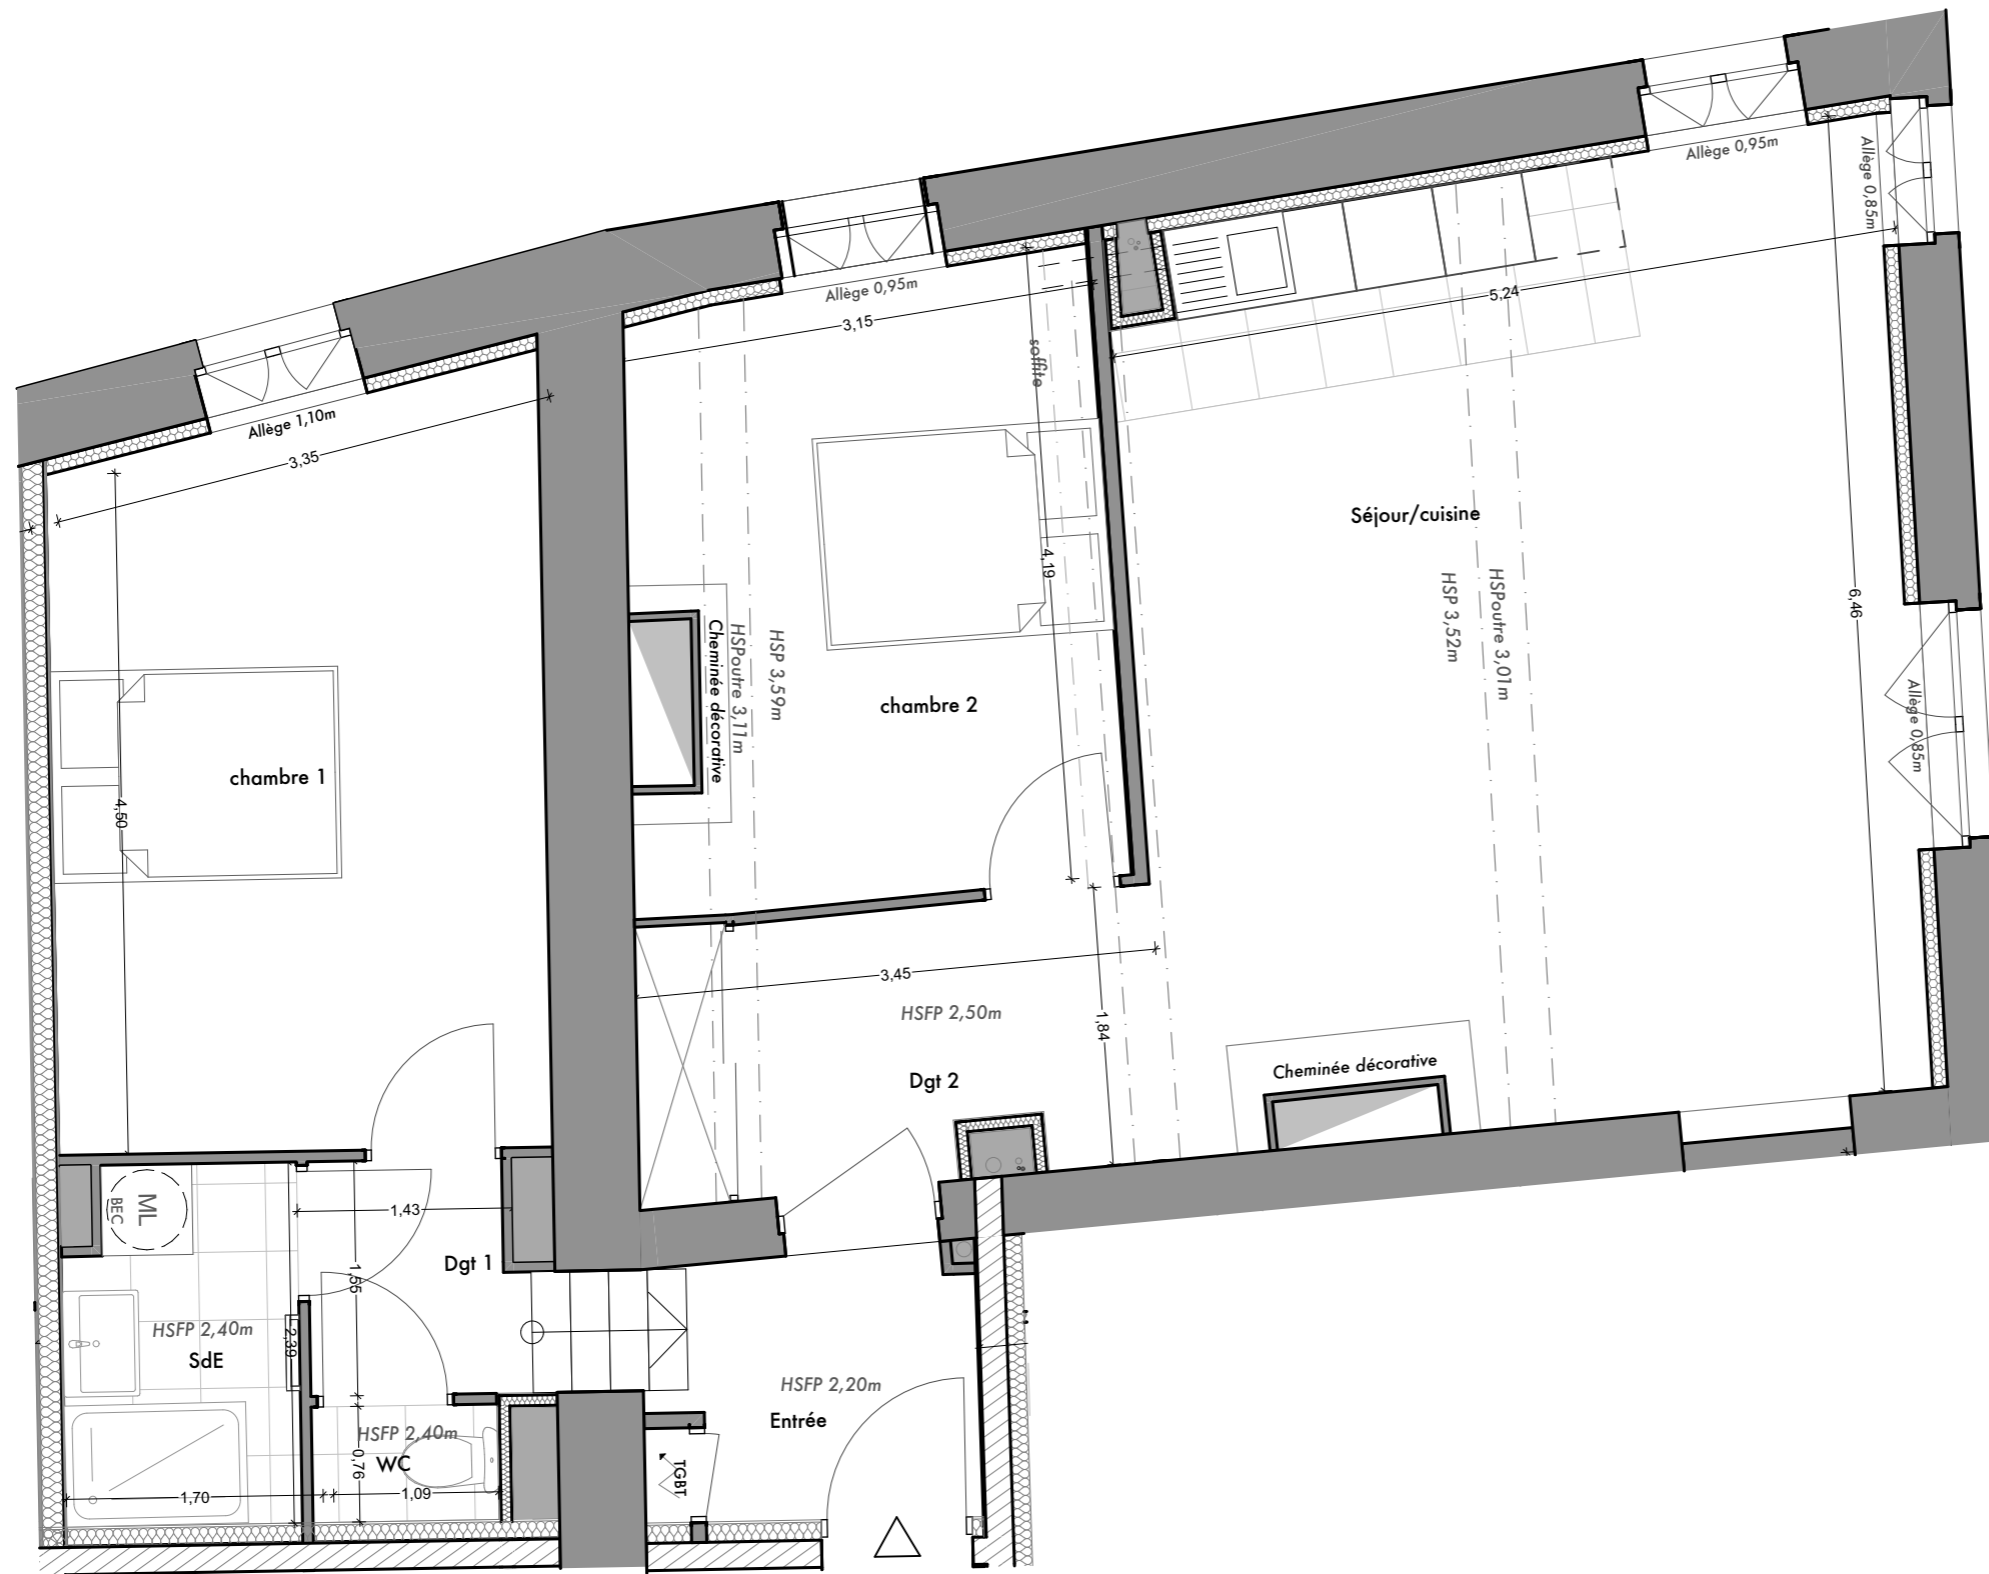 Allège 0,95m
Allège 0,85m
Allège 0,95m
5,24
3,15
soffite
Allège 1,10m
3,35
Séjour/cuisine
4,19
HSP 3,52m
HSPoutre 3,01m
6,46
Allège 0,85m
chambre 2
HSP 3,59m
HSPoutre 3,11m
Cheminée décorative
chambre 1
4,50
3,45
HSFP 2,50m
1,84
Dgt 2
Cheminée décorative
ML
BEC
1,43
Dgt 1
1,55
HSFP 2,40m
2,39
SdE
HSFP 2,20m
Entrée
HSFP 2,40m
WC
0,76
TGBT
1,70
1,09